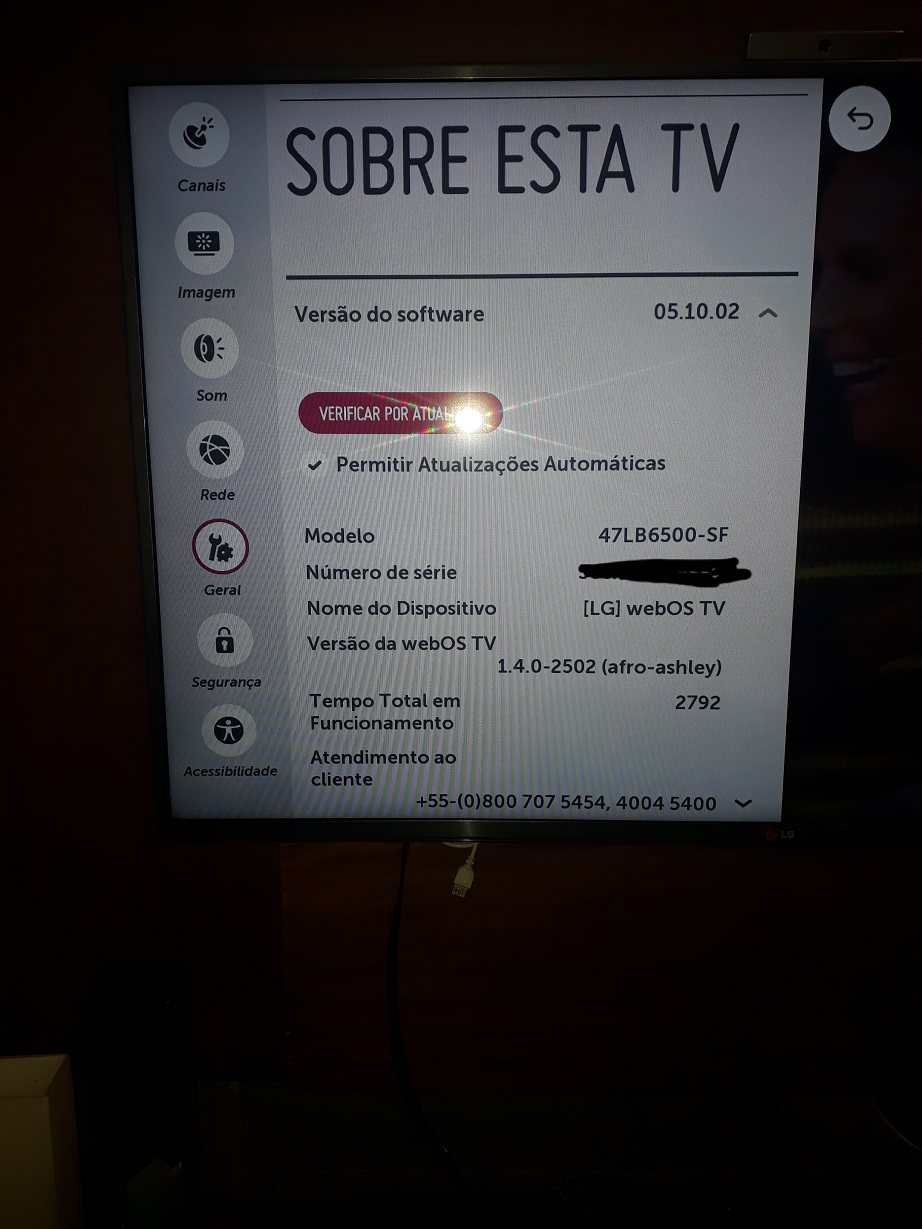 SOBRE ESTA TV
Canais
Imagem
Som
Rede
Geral
Segurança
Acessibilidade
Versão do software 05.10.02
VERIFICAR POR
Permitir Atualizações Automáticas
Modelo 47LB6500-SF
Número de série
Nome do Dispositivo [LG] webOS TV
Versão da webOS TV
1.4.0-2502 (afro-ashley)
Tempo Total em 2792
Funcionamento
Atendimento ao
cliente
+55-(0)800 707 5454, 4004 5400
LG